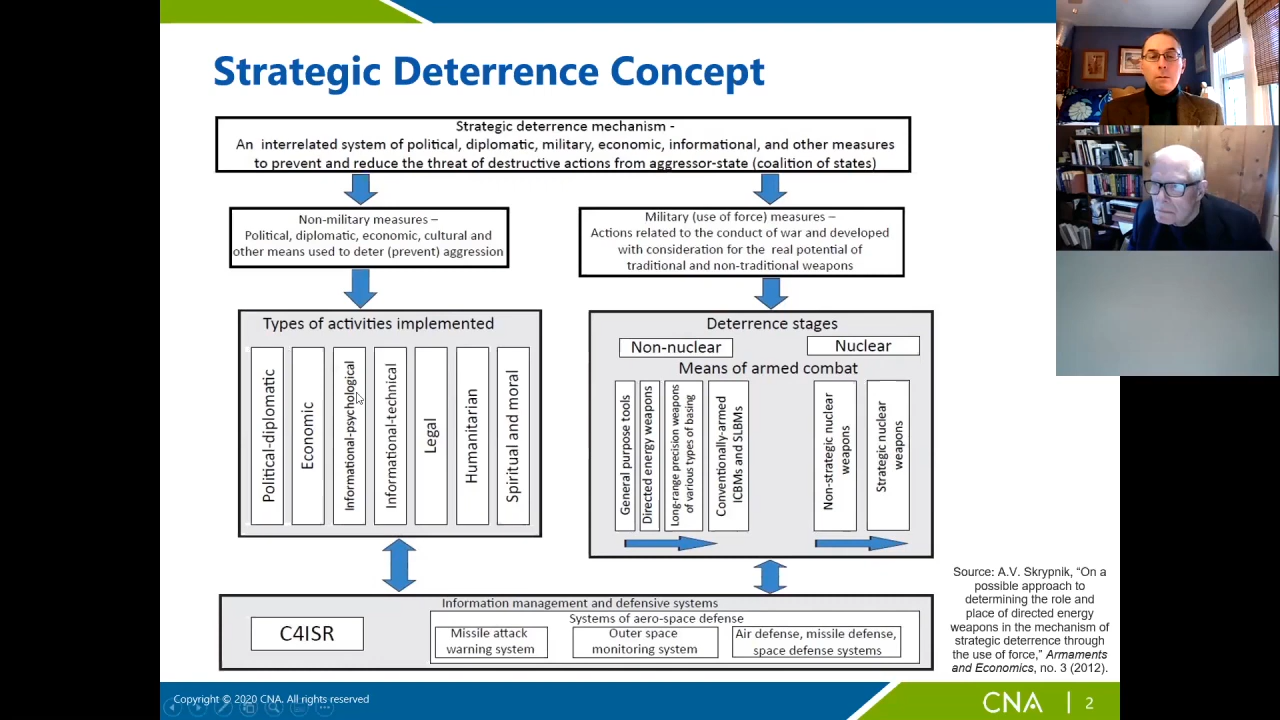 Strategic Deterrence Concept
Strategic deterrence mechanism -
An interrelated system of political, diplomatic, military, economic, informational, and other measures
to prevent and reduce the threat of destructive actions from aggressor-state (coalition of states)
Non-military measures –
Political, diplomatic, economic, cultural and
other means used to deter (prevent) aggression
Military (use of force) measures –
Actions related to the conduct of war and developed
with consideration for the real potential of
traditional and non-traditional weapons
Types of activities implemented
Political-diplomatic
Economic
Informational-psychological
Informational-technical
Legal
Humanitarian
Spiritual and moral
Deterrence stages
Non-nuclear
Nuclear
Means of armed combat
General purpose tools
Directed energy weapons
Long-range precision weapons
of various types of basing
Conventionally-armed
ICBMs and SLBMs
Non-strategic nuclear
weapons
Strategic nuclear
weapons
Information management and defensive systems
C4ISR
Systems of aero-space defense
Missile attack
warning system
Outer space
monitoring system
Air defense, missile defense,
space defense systems
Source: A.V. Skrypnik, “On a
possible approach to
determining the role and
place of directed energy
weapons in the mechanism of
strategic deterrence through
the use of force,” Armaments
and Economics, no. 3 (2012).
Copyright © 2020 CNA. All rights reserved
CNA | 2